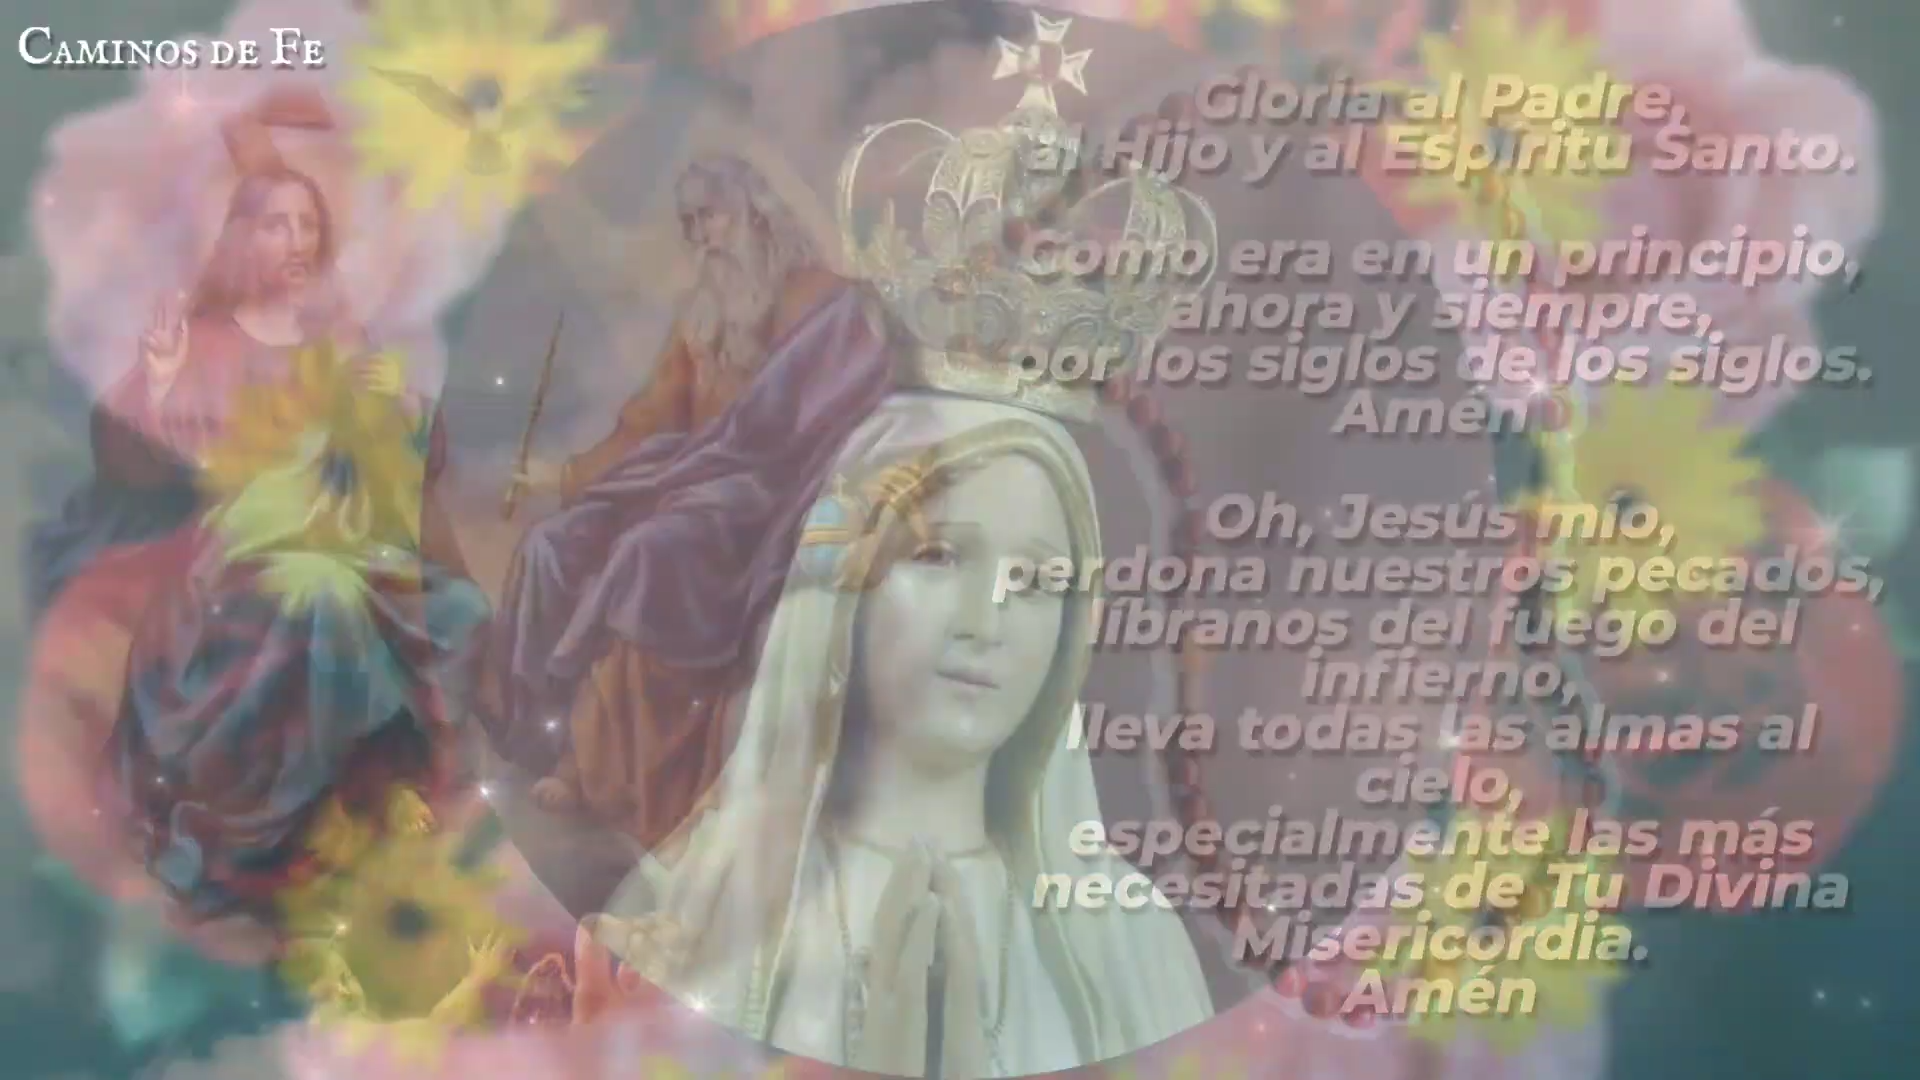 CAMINOS DE FE
Gloria al Padre,
al Hijo y al Espíritu Santo.
Como era en un principio,
ahora y siempre,
por los siglos de los siglos.
Amén
Oh, Jesús mío,
perdona nuestros pecados,
líbranos del fuego del
infierno,
lleva todas las almas al
cielo,
especialmente las más
necesitadas de Tu Divina
Misericordia.
Amén